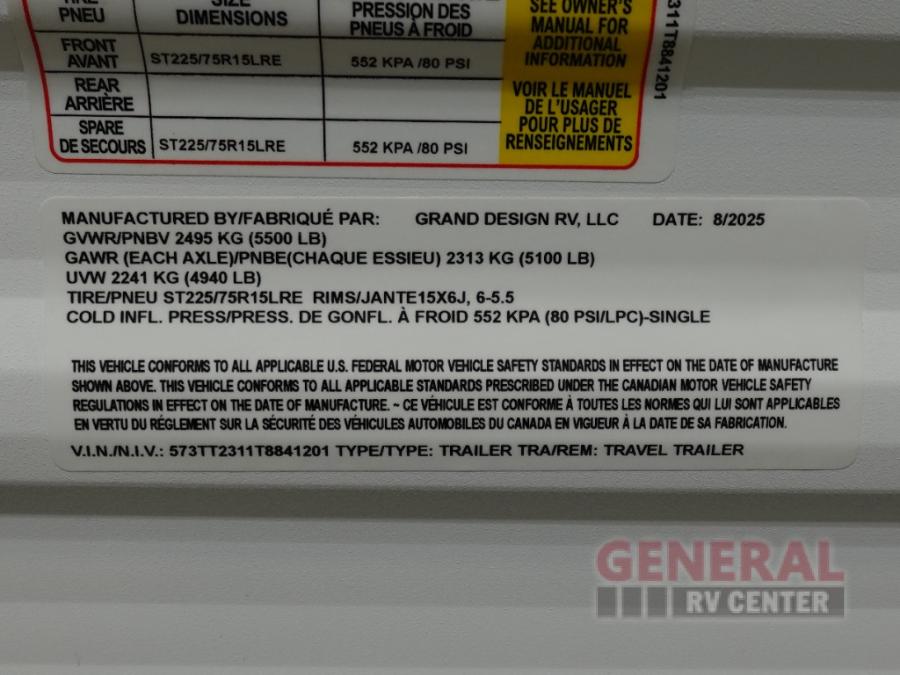 TIRE SIZE PRESSION DES
PNEU DIMENSIONS PNEUS À FROID
FRONT
AVANT ST225/75R15LRE 552 KPA /80 PSI
REAR
ARRIÈRE
SPARE
DE SECOURS ST225/75R15LRE 552 KPA /80 PSI
SEE OWNER'S
MANUAL FOR
ADDITIONAL
INFORMATION
VOIR LE MANUEL
DE L'USAGER
POUR PLUS DE
RENSEIGNEMENTS
2311T8841201
MANUFACTURED BY/FABRIQUÉ PAR: GRAND DESIGN RV, LLC DATE: 8/2025
GVWR/PNBV 2495 KG (5500 LB)
GAWR (EACH AXLE)/PNBE(CHAQUE ESSIEU) 2313 KG (5100 LB)
UVW 2241 KG (4940 LB)
TIRE/PNEU ST225/75R15LRE RIMS/JANTE15X6J, 6-5.5
COLD INFL. PRESS/PRESS. DE GONFL. À FROID 552 KPA (80 PSI/LPC)-SINGLE
THIS VEHICLE CONFORMS TO ALL APPLICABLE U.S. FEDERAL MOTOR VEHICLE SAFETY STANDARDS IN EFFECT ON THE DATE OF MANUFACTURE
SHOWN ABOVE. THIS VEHICLE CONFORMS TO ALL APPLICABLE STANDARDS PRESCRIBED UNDER THE CANADIAN MOTOR VEHICLE SAFETY
REGULATIONS IN EFFECT ON THE DATE OF MANUFACTURE. ~ CE VÉHICULE EST CONFORME À TOUTES LES NORMES QUI LUI SONT APPLICABLES
EN VERTU DU RÉGLEMENT SUR LA SÉCURITÉ DES VÉHICULES AUTOMOBILES DU CANADA EN VIGUEUR À LA DATE DE SA FABRICATION.
V.I.N./N.I.V.: 573TT2311T8841201 TYPE/TYPE: TRAILER TRA/REM: TRAVEL TRAILER
GENERAL
RV CENTER